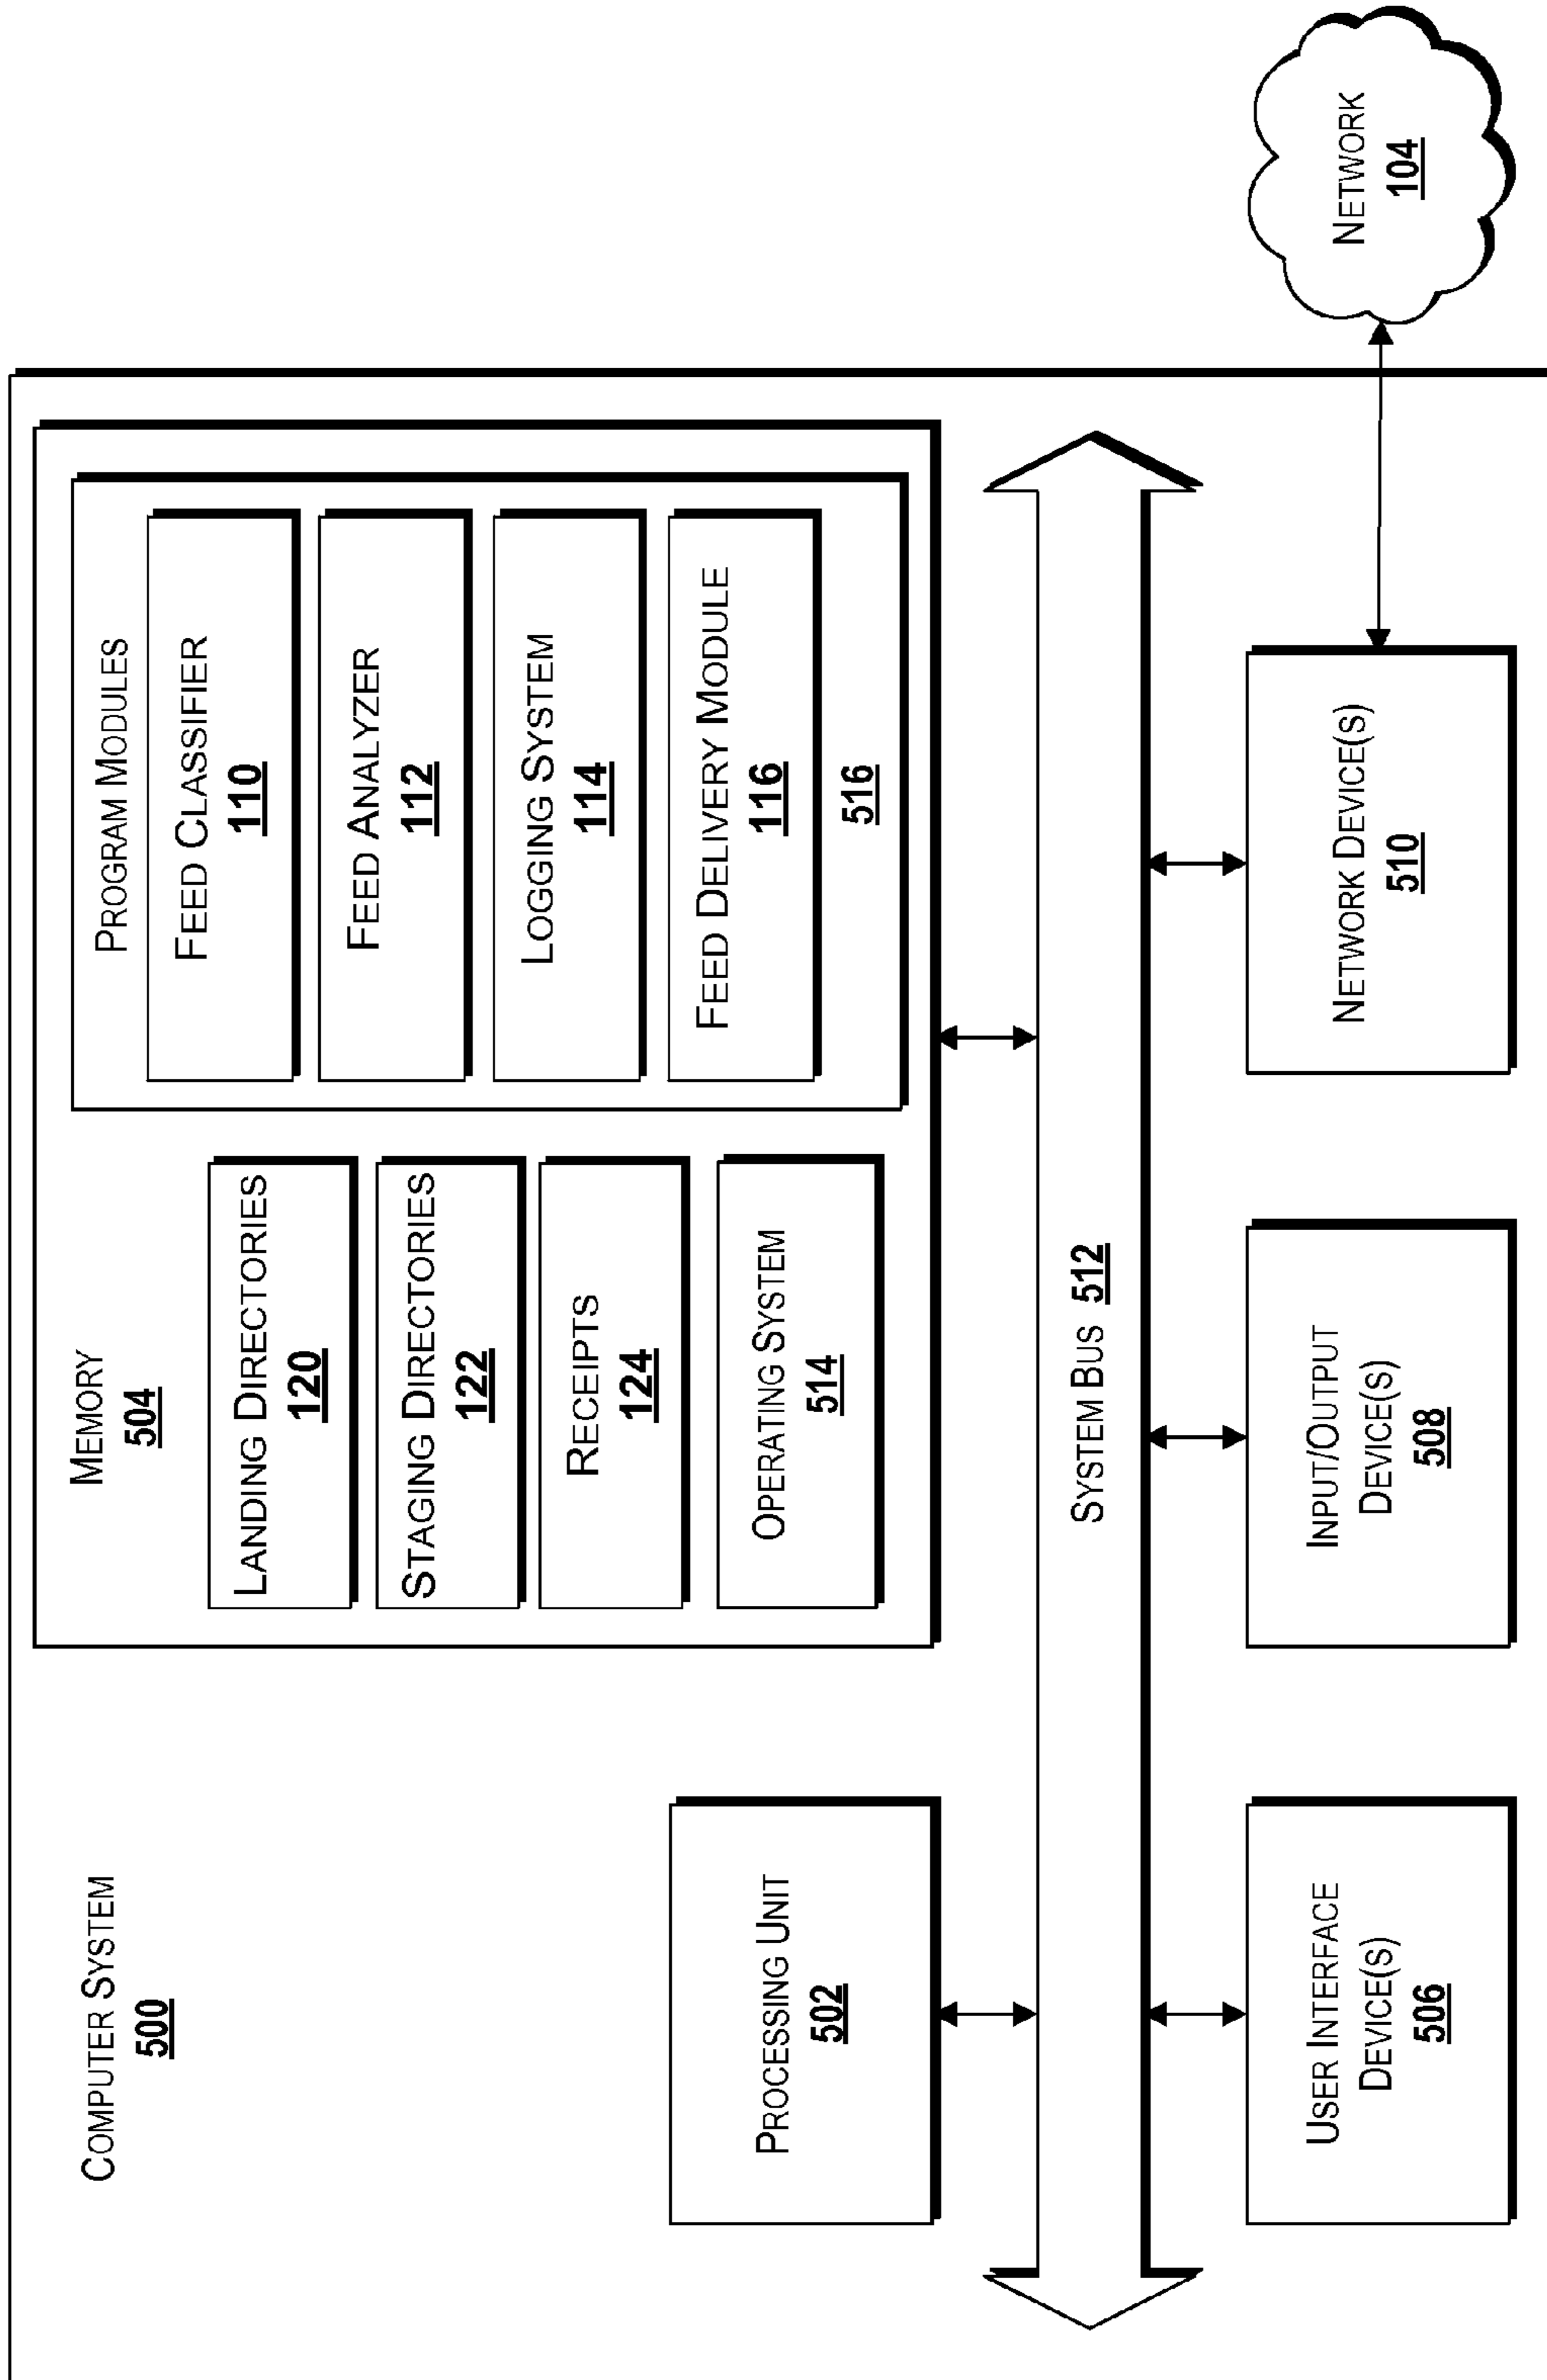 COMPUTER SYSTEM
500
MEMORY
504
LANDING DIRECTORIES
120
STAGING DIRECTORIES
122
RECEIPTS
124
OPERATING SYSTEM
514
PROGRAM MODULES
FEED CLASSIFIER
110
FEED ANALYZER
112
LOGGING SYSTEM
114
FEED DELIVERY MODULE
116
516
PROCESSING UNIT
502
SYSTEM BUS 512
USER INTERFACE
DEVICE(S)
506
INPUT/OUTPUT
DEVICE(S)
508
NETWORK DEVICE(S)
510
NETWORK
104